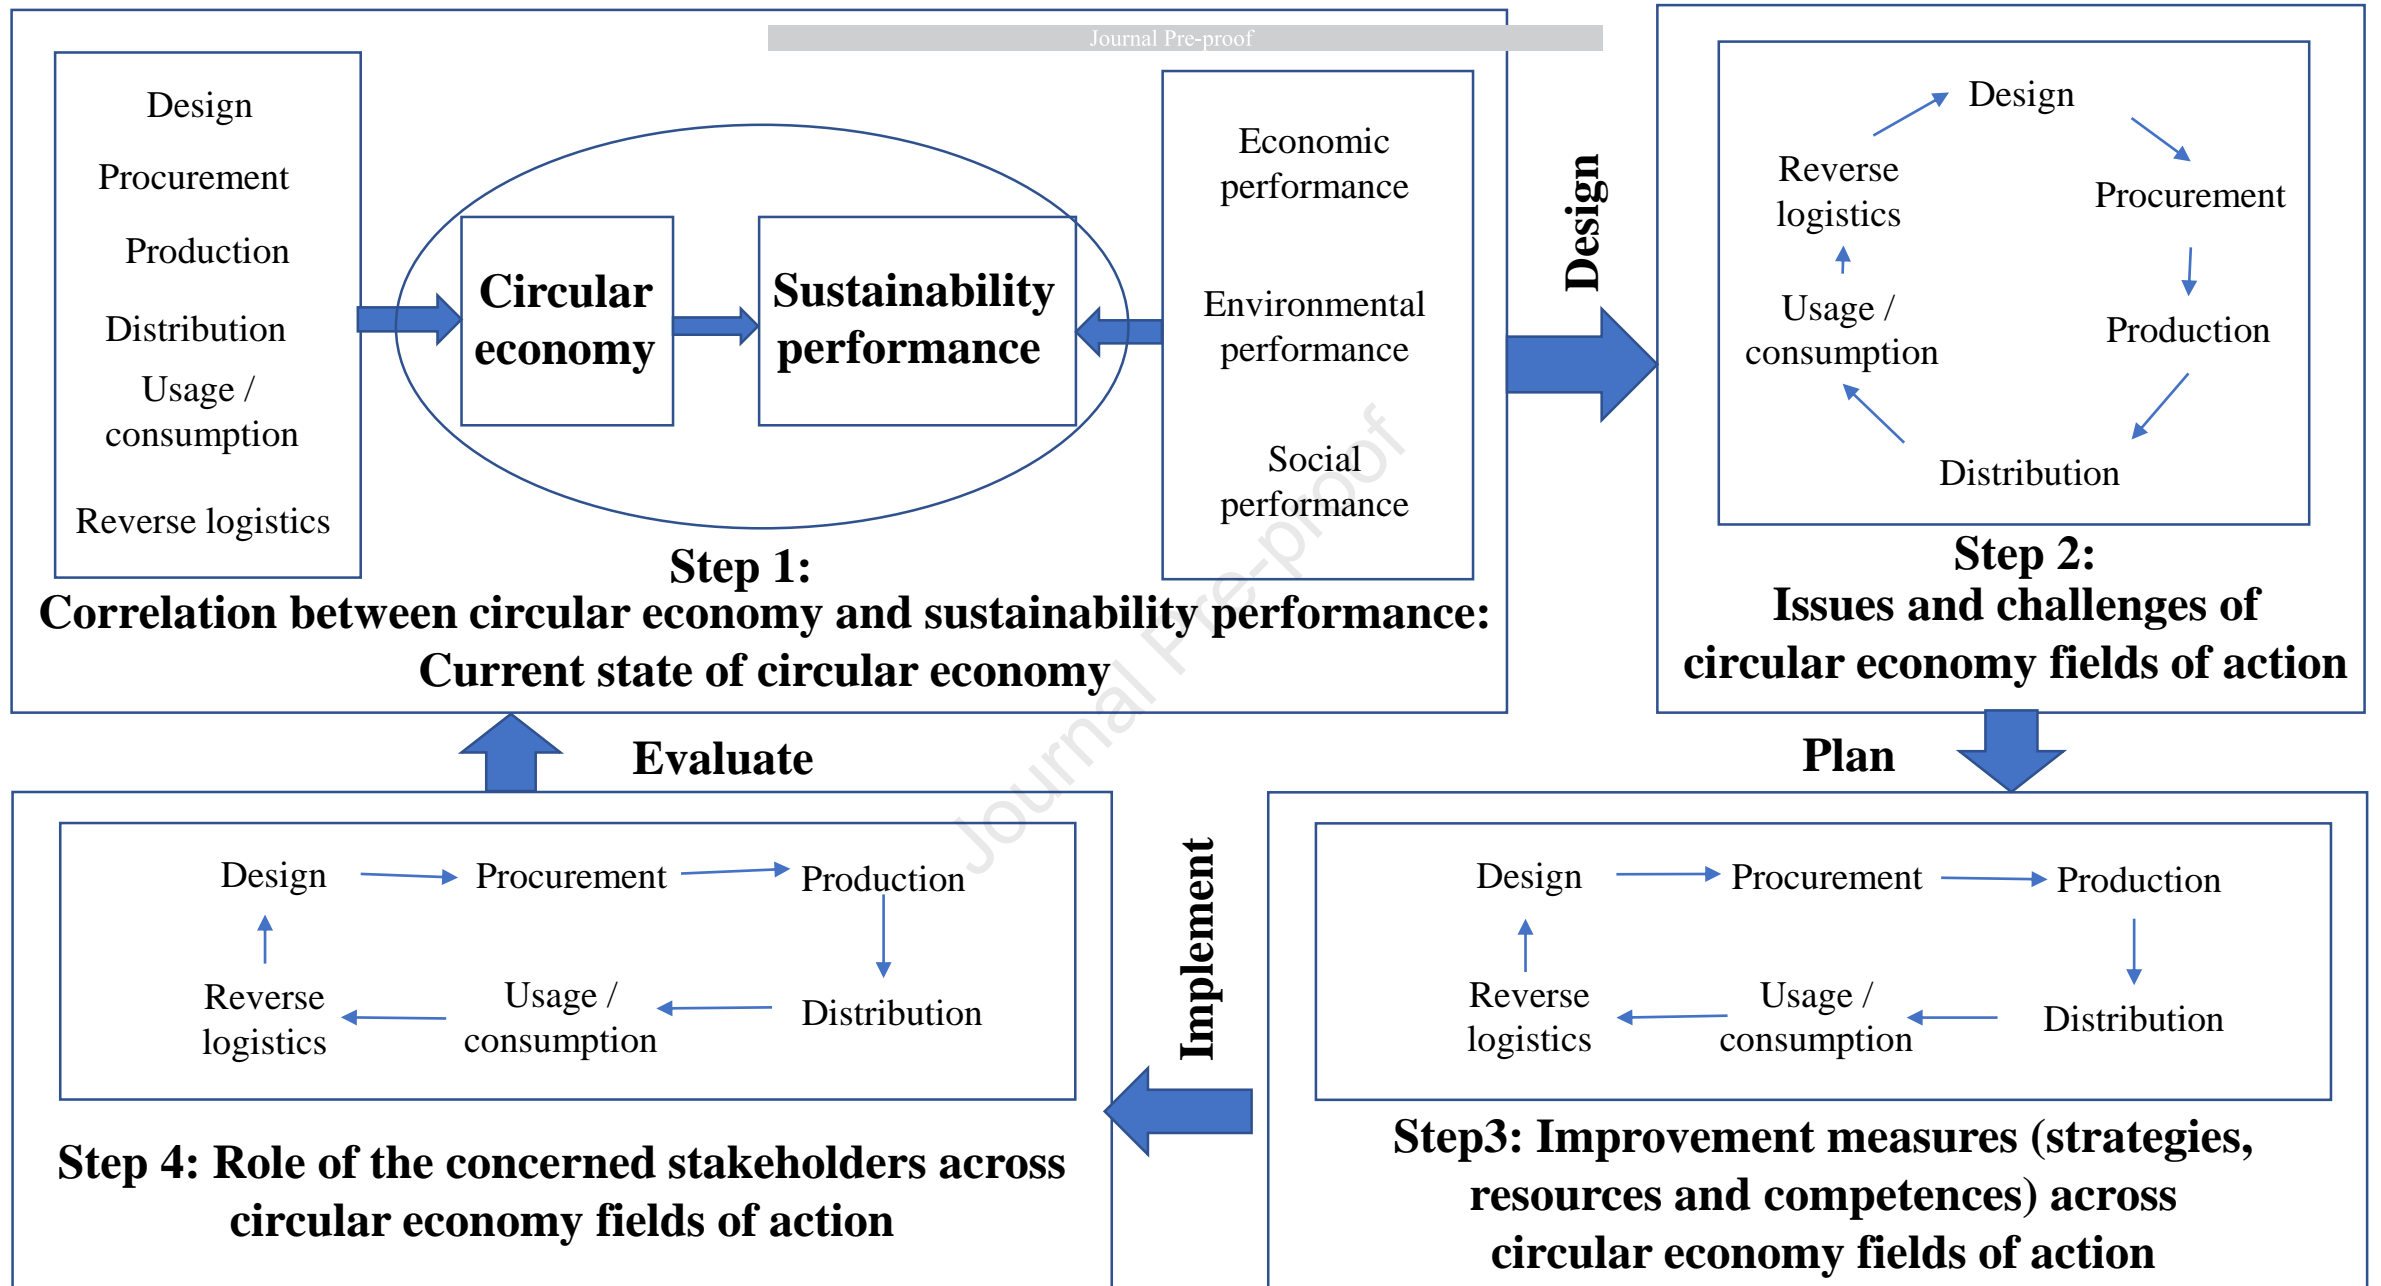 Journal Pre-proof
Design
Procurement
Production
Distribution
Usage /
consumption
Reverse logistics
Circular
economy
Sustainability
performance
Economic
performance
Environmental
performance
Social
performance
Step 1:
Correlation between circular economy and sustainability performance:
Current state of circular economy
Design
Design
Procurement
Production
Distribution
Usage /
consumption
Reverse
logistics
Step 2:
Issues and challenges of
circular economy fields of action
Plan
Design
Procurement
Production
Distribution
Usage /
consumption
Reverse
logistics
Step3: Improvement measures (strategies,
resources and competences) across
circular economy fields of action
Implement
Design
Procurement
Production
Distribution
Usage /
consumption
Reverse
logistics
Step 4: Role of the concerned stakeholders across
circular economy fields of action
Evaluate
Journal Pre-proof